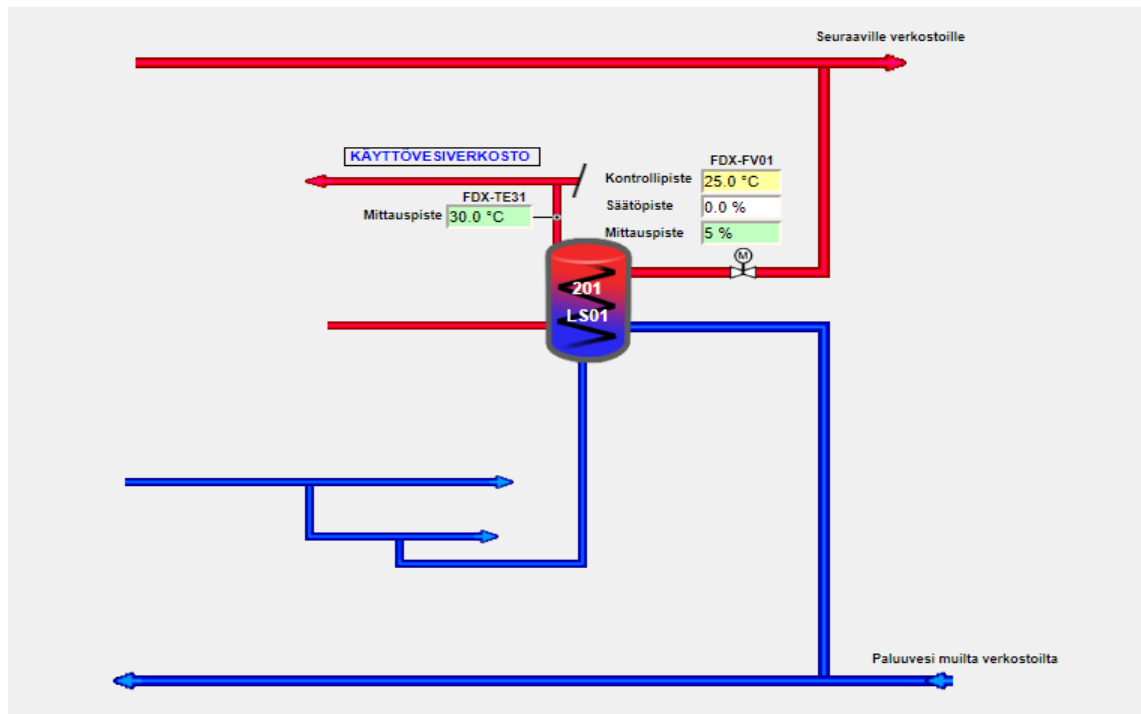 Seuraaville verkostoille
KÄYTTÖVESIVERKOSTO
FDX-FV01
Kontrollipiste 25.0 °C
FDX-TE31
Säätöpiste 0.0 %
Mittauspiste 30.0 °C
Mittauspiste 5 %
M
201
LS01
Paluuvesi muilta verkostoilta